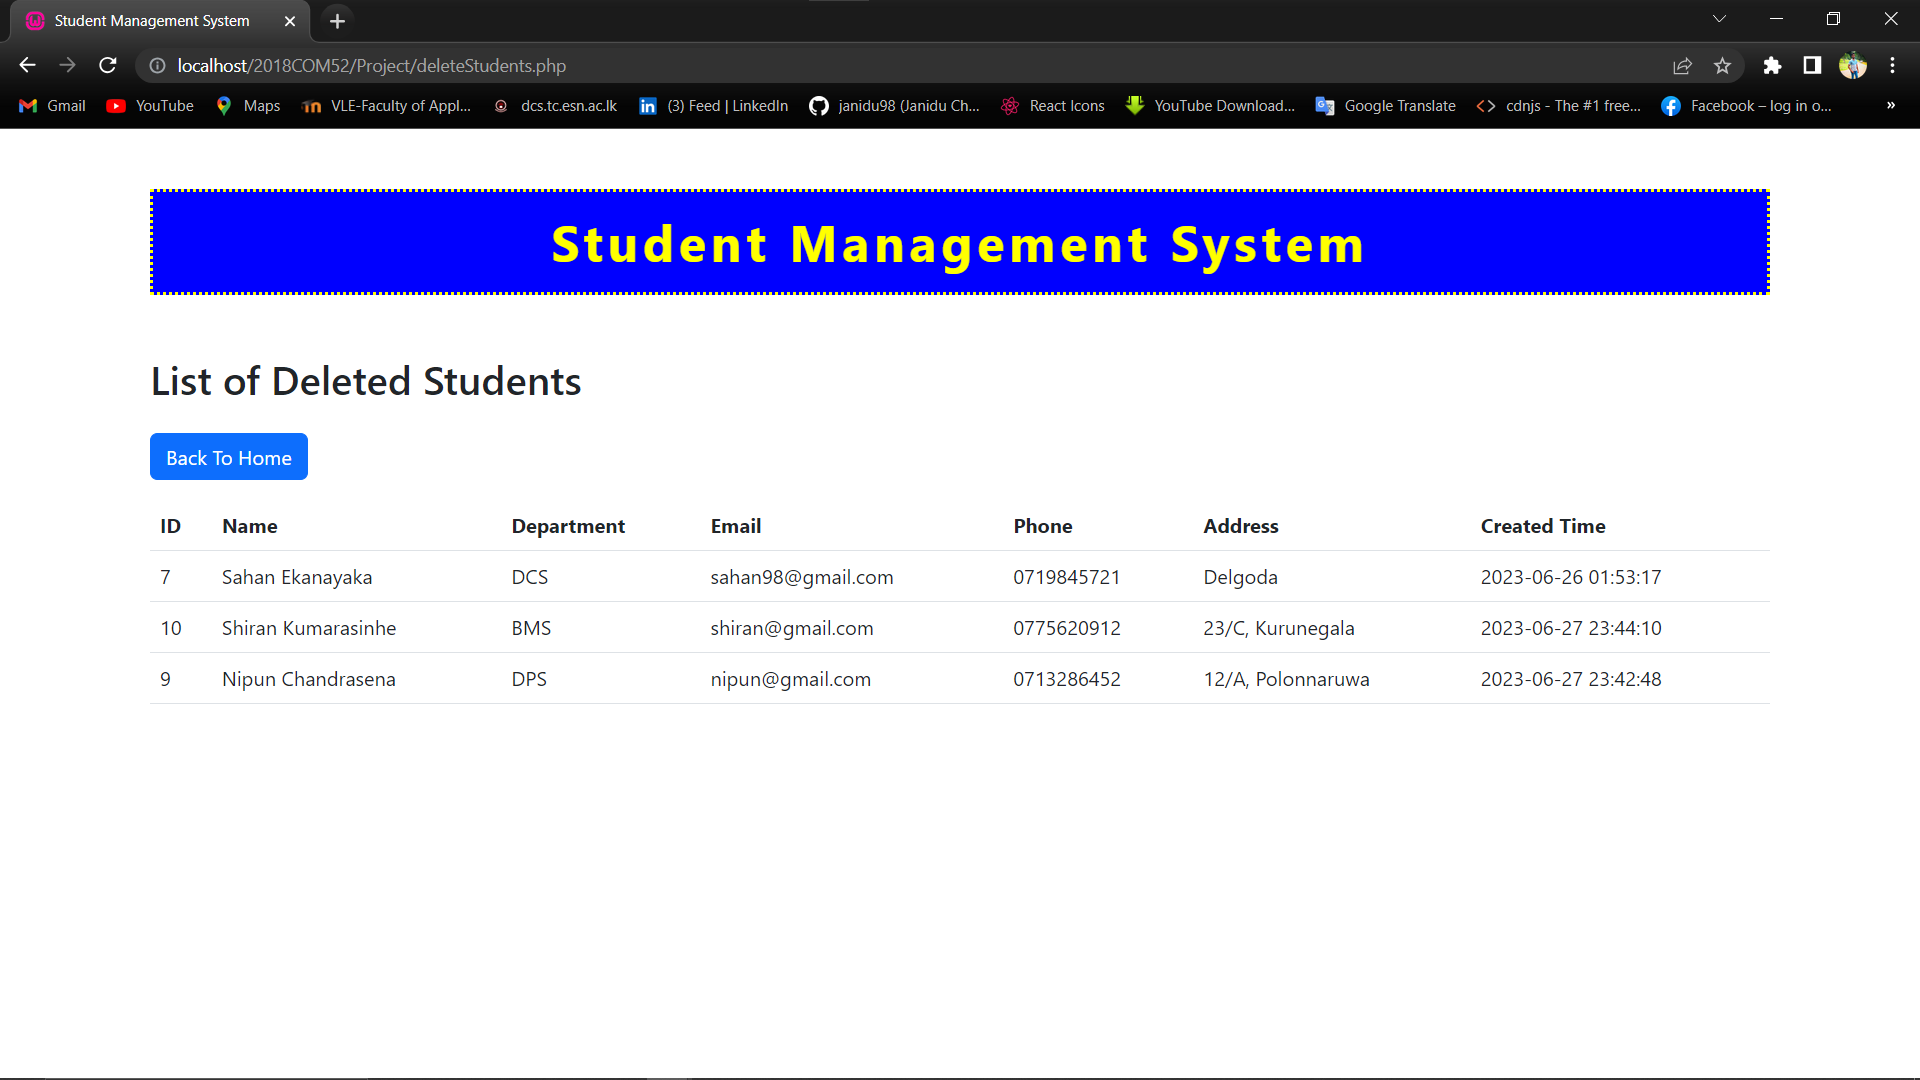 Student Management System
localhost/2018COM52/Project/deleteStudents.php
Gmail YouTube Maps VLE-Faculty of Appl... dcs.tc.esn.ac.lk (3) Feed | LinkedIn janidu98 (Janidu Ch... React Icons YouTube Download... Google Translate cdnjs - The #1 free... Facebook – log in o... »
Student Management System
List of Deleted Students
Back To Home
ID Name Department Email Phone Address Created Time
7 Sahan Ekanayaka DCS sahan98@gmail.com 0719845721 Delgoda 2023-06-26 01:53:17
10 Shiran Kumarasinhe BMS shiran@gmail.com 0775620912 23/C, Kurunegala 2023-06-27 23:44:10
9 Nipun Chandrasena DPS nipun@gmail.com 0713286452 12/A, Polonnaruwa 2023-06-27 23:42:48